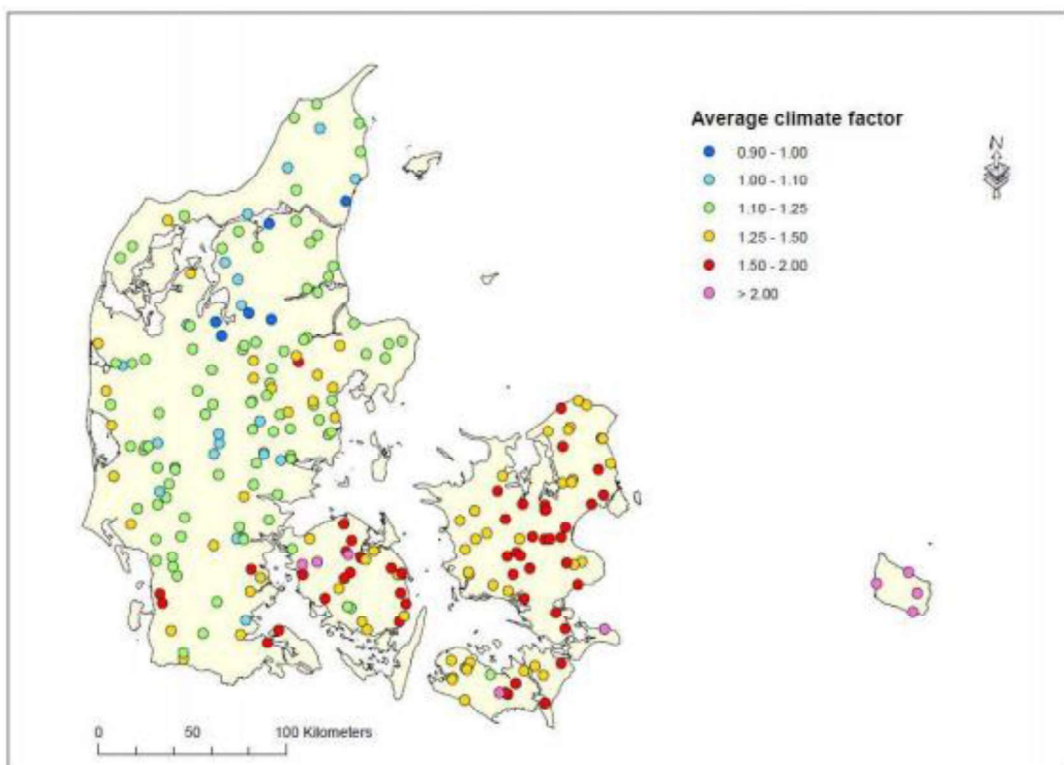 Average climate factor
N
0.90 - 1.00
1.00 - 1.10
1.10 - 1.25
1.25 - 1.50
1.50 - 2.00
> 2.00
0 50 100 Kilometers